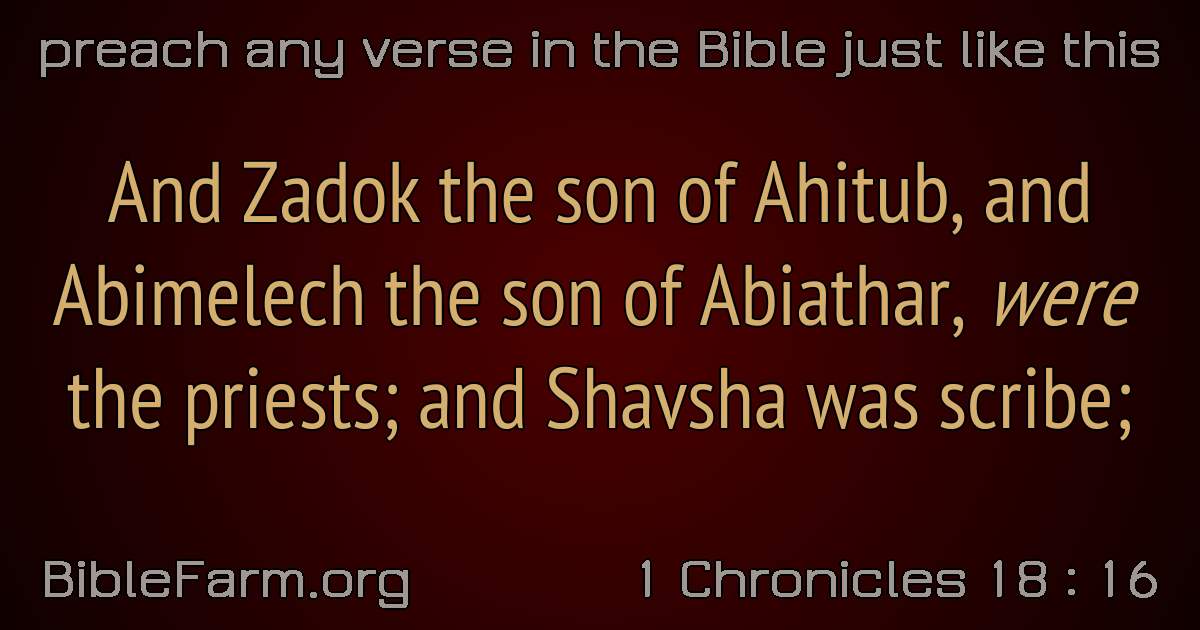 preach any verse in the Bible just like this
And Zadok the son of Ahitub, and
Abimelech the son of Abiathar, were
the priests; and Shavsha was scribe;
BibleFarm.org
1 Chronicles 18 : 16